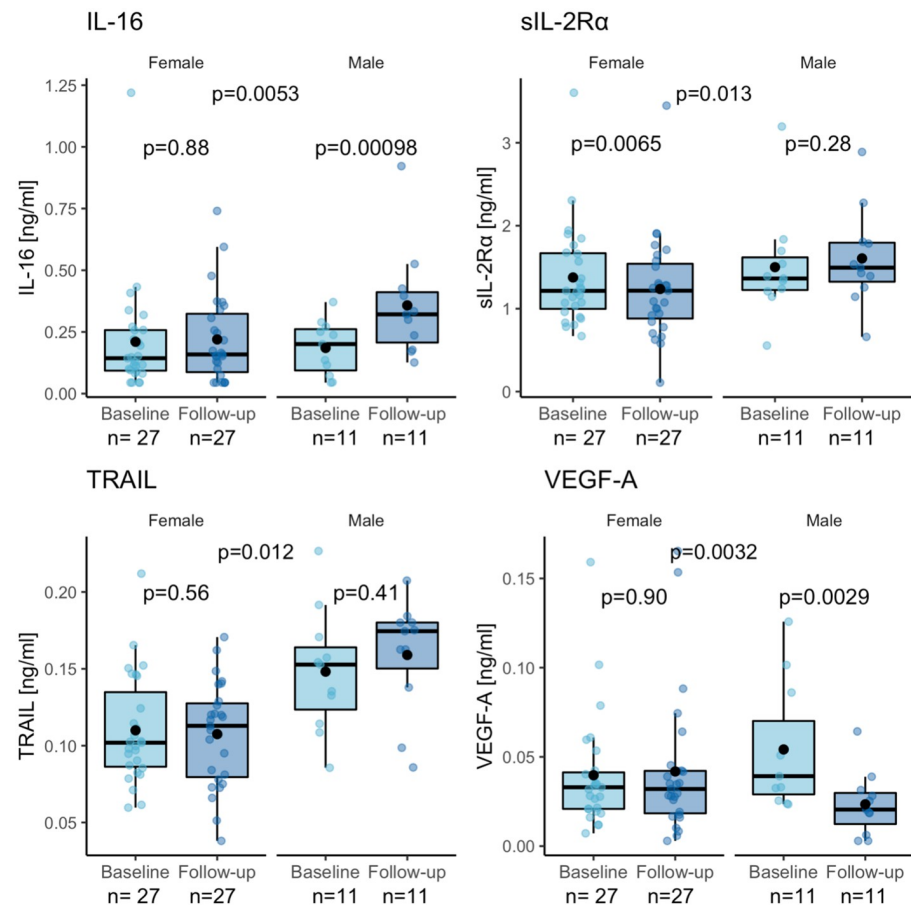 IL-16
Female Male
p=0.0053
p=0.88 p=0.00098
IL-16 [ng/ml]
1.25
1.00
0.75
0.50
0.25
0.00
Baseline Follow-up Baseline Follow-up
n= 27 n=27 n=11 n=11
sIL-2Rα
Female Male
p=0.013
p=0.0065 p=0.28
sIL-2Rα [ng/ml]
3
2
1
0
Baseline Follow-up Baseline Follow-up
n= 27 n=27 n=11 n=11
TRAIL
Female Male
p=0.012
p=0.56 p=0.41
TRAIL [ng/ml]
0.20
0.15
0.10
0.05
Baseline Follow-up Baseline Follow-up
n= 27 n=27 n=11 n=11
VEGF-A
Female Male
p=0.0032
p=0.90 p=0.0029
VEGF-A [ng/ml]
0.15
0.10
0.05
0.00
Baseline Follow-up Baseline Follow-up
n= 27 n=27 n=11 n=11